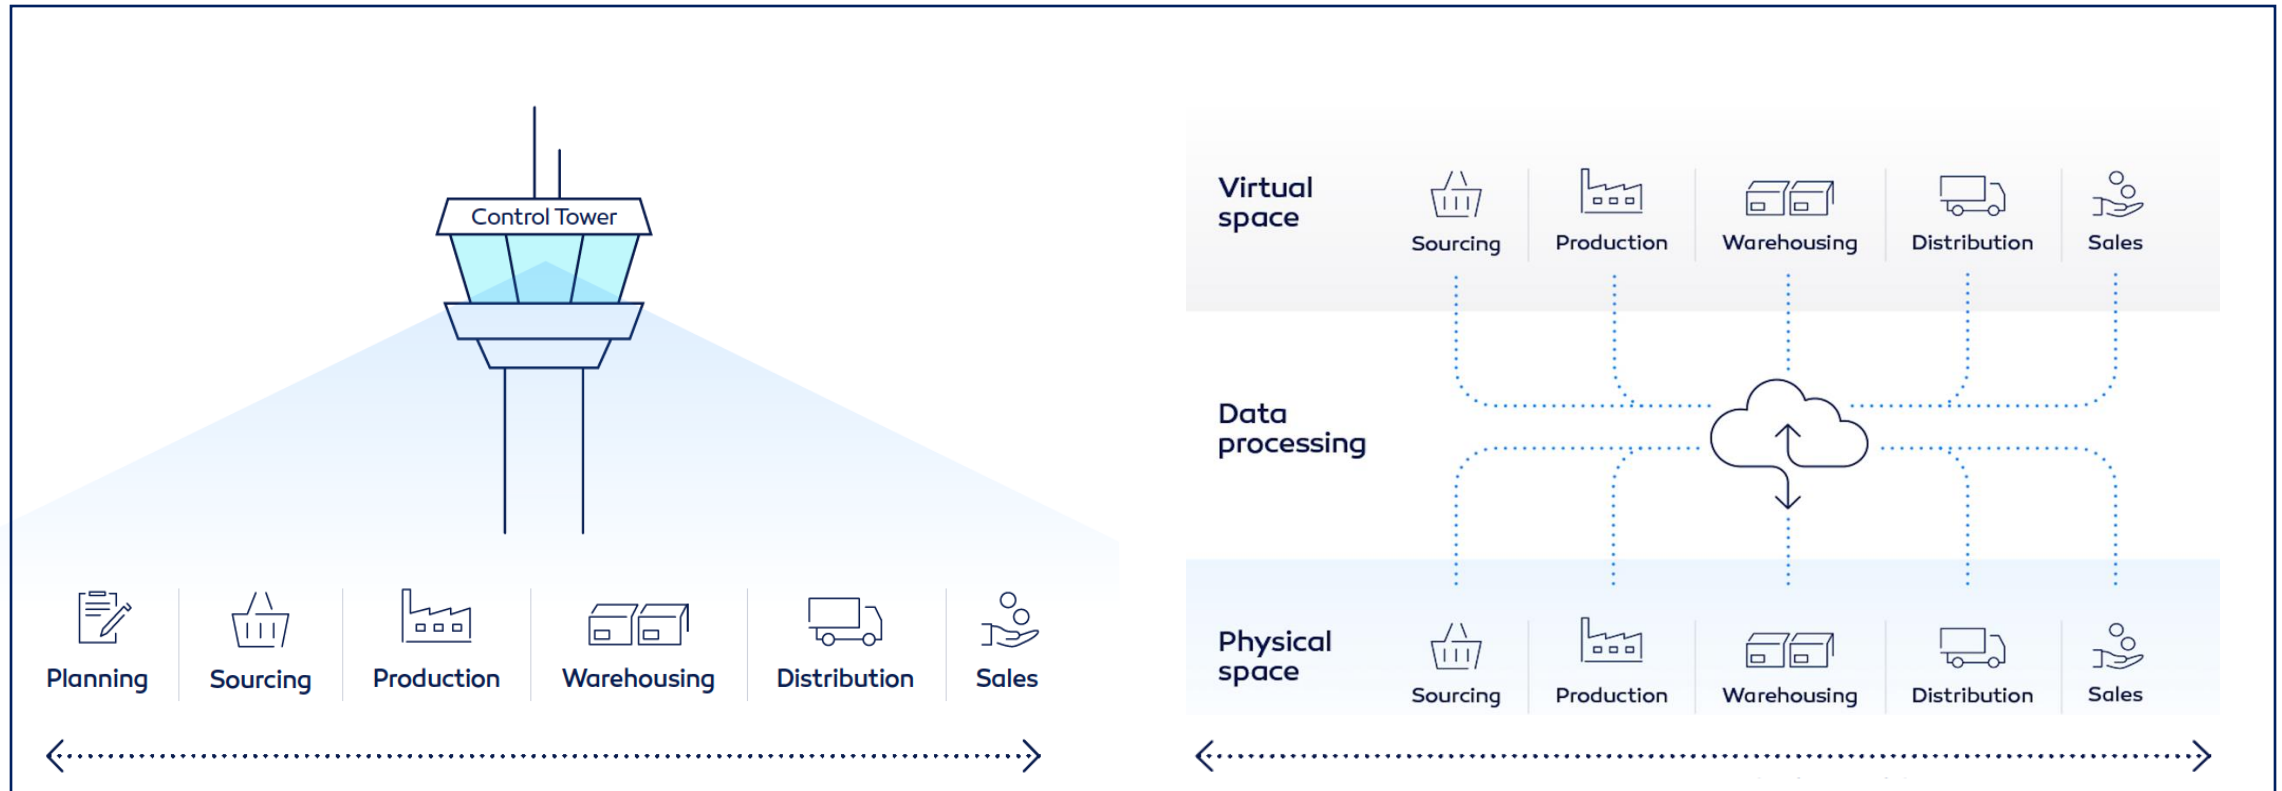 Control Tower
Planning
Sourcing
Production
Warehousing
Distribution
Sales
Virtual
space
Sourcing
Production
Warehousing
Distribution
Sales
Data
processing
Physical
space
Sourcing
Production
Warehousing
Distribution
Sales